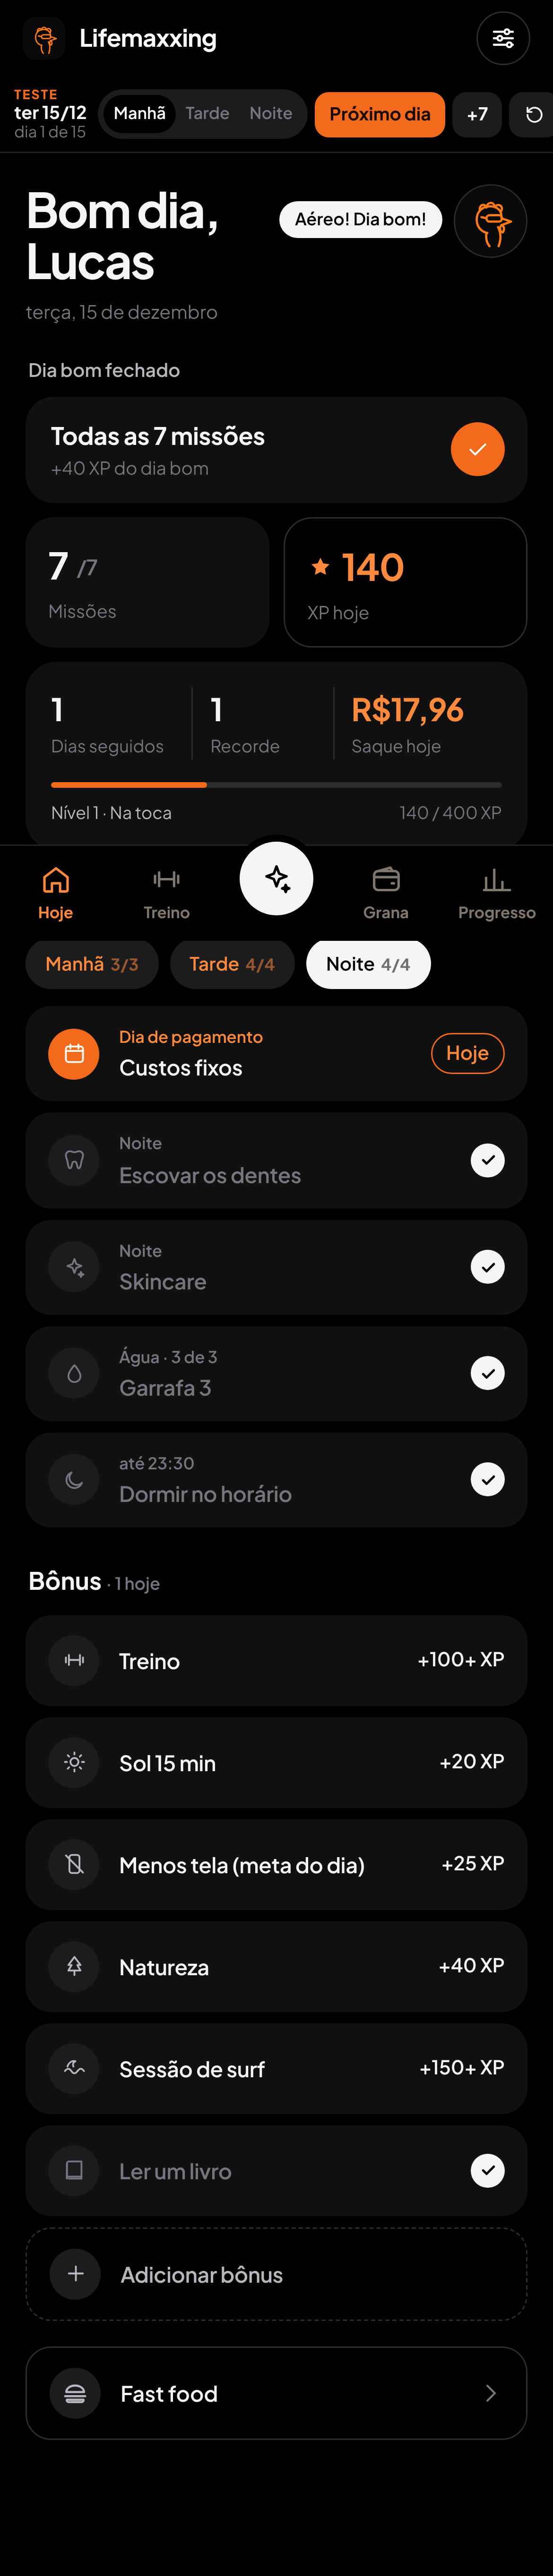 Lifemaxxing
TESTE
ter 15/12
dia 1 de 15
Manhã Tarde Noite
Próximo dia
+7
Bom dia,
Lucas
Aéreo! Dia bom!
terça, 15 de dezembro
Dia bom fechado
Todas as 7 missões
+40 XP do dia bom
7 /7
Missões
140
XP hoje
1
Dias seguidos
1
Recorde
R$17,96
Saque hoje
Nível 1 · Na toca
140 / 400 XP
Hoje
Treino
Grana
Progresso
Manhã 3/3
Tarde 4/4
Noite 4/4
Dia de pagamento
Custos fixos
Hoje
Noite
Escovar os dentes
Noite
Skincare
Água · 3 de 3
Garrafa 3
até 23:30
Dormir no horário
Bônus · 1 hoje
Treino
+100+ XP
Sol 15 min
+20 XP
Menos tela (meta do dia)
+25 XP
Natureza
+40 XP
Sessão de surf
+150+ XP
Ler um livro
Adicionar bônus
Fast food